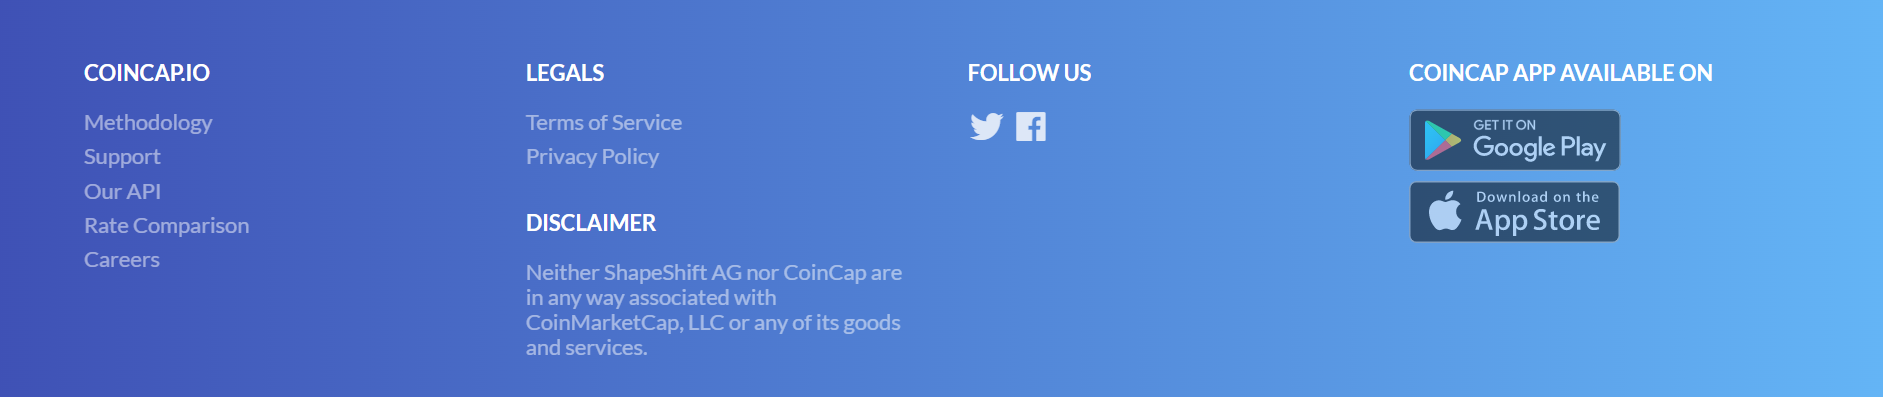 COINCAP.IO
Methodology
Support
Our API
Rate Comparison
Careers
LEGALS
Terms of Service
Privacy Policy
DISCLAIMER
Neither ShapeShift AG nor CoinCap are
in any way associated with
CoinMarketCap, LLC or any of its goods
and services.
FOLLOW US
COINCAP APP AVAILABLE ON
GET IT ON
Google Play
Download on the
App Store